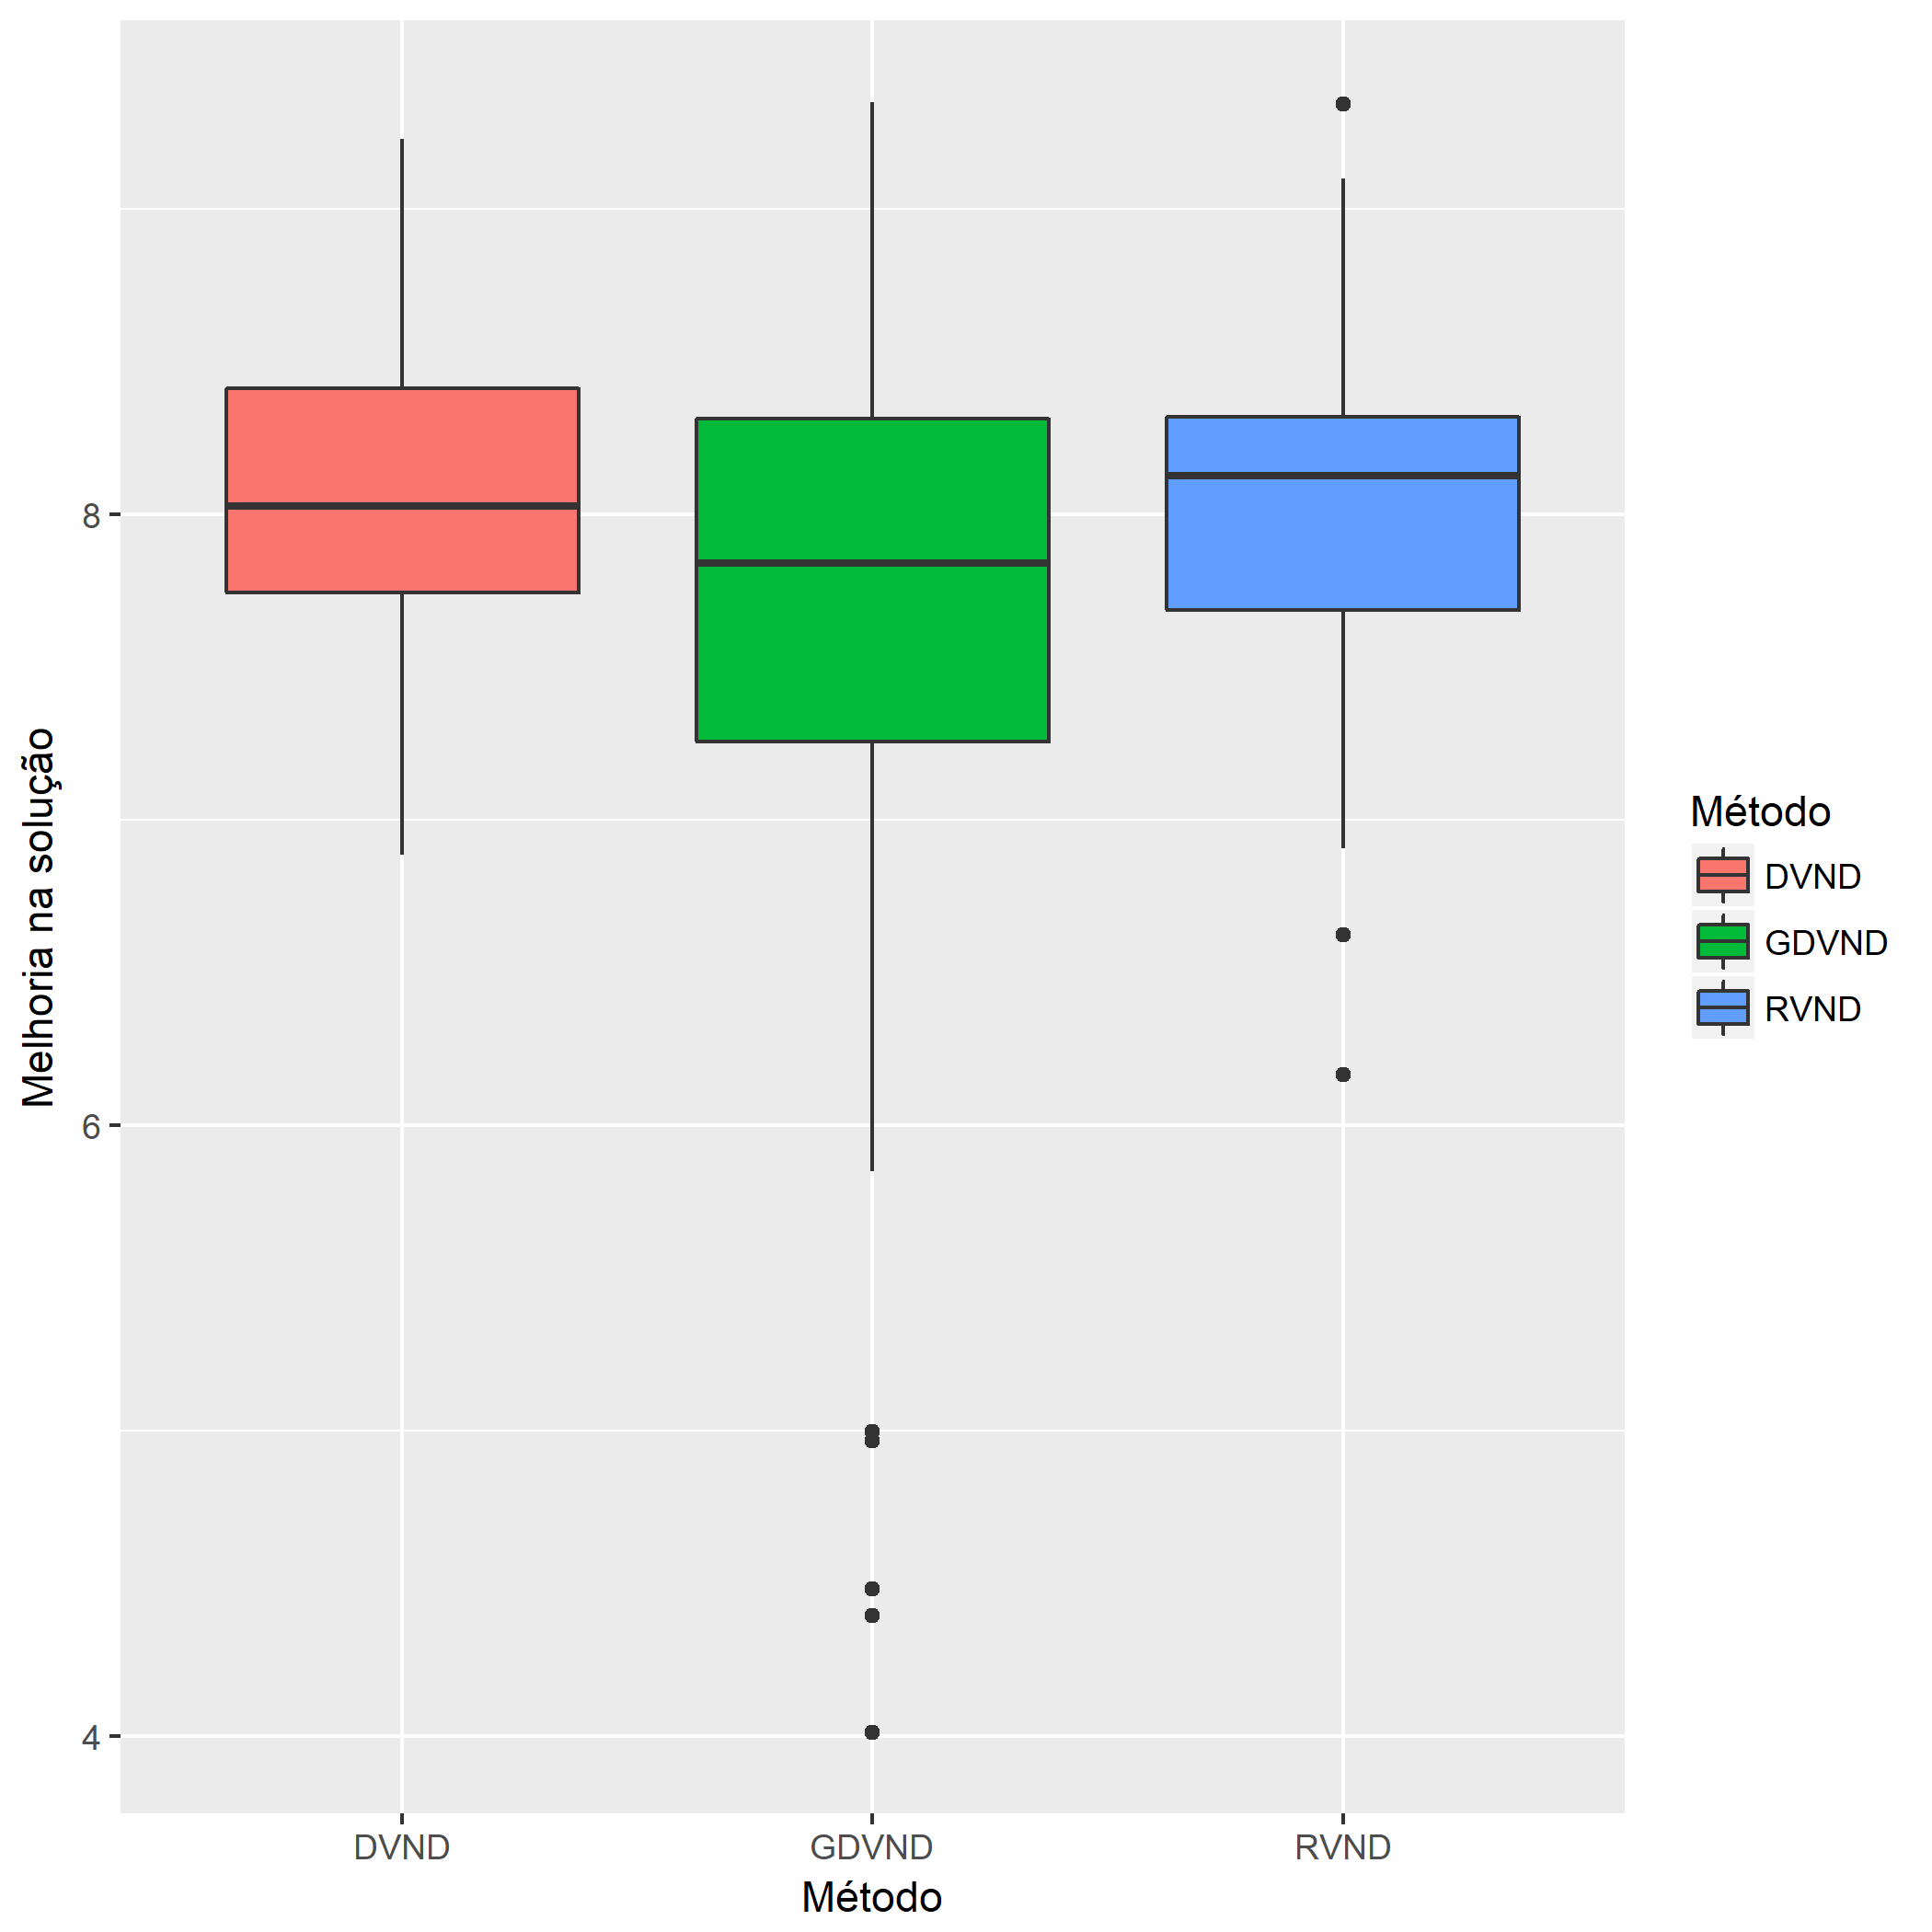 Melhoria na solução
8
6
4
DVND
GDVND
RVND
Método
Método
DVND
GDVND
RVND